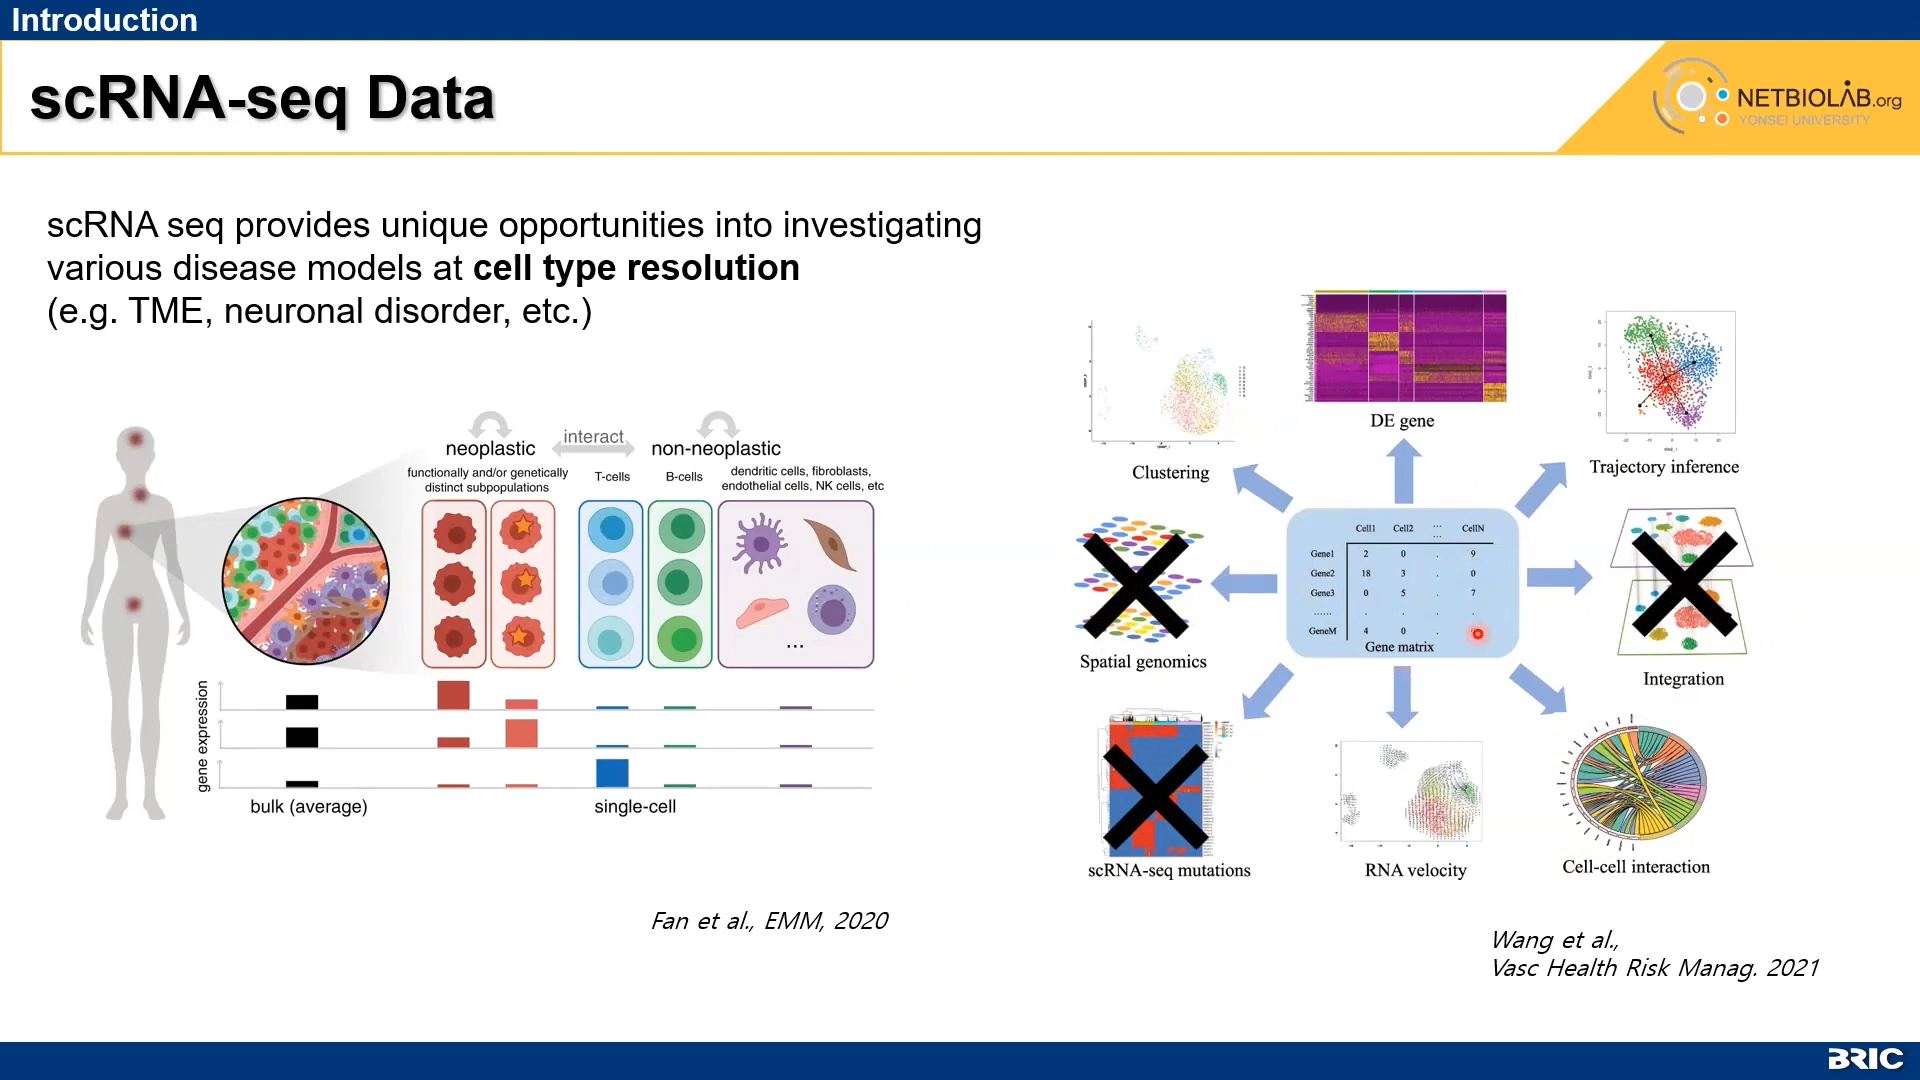 Introduction
scRNA-seq Data
NETBIOLAB.org
YONSEI UNIVERSITY
scRNA seq provides unique opportunities into investigating
various disease models at cell type resolution
(e.g. TME, neuronal disorder, etc.)
neoplastic
interact
non-neoplastic
functionally and/or genetically
distinct subpopulations
T-cells
B-cells
dendritic cells, fibroblasts,
endothelial cells, NK cells, etc
...
gene expression
bulk (average)
single-cell
Fan et al., EMM, 2020
DE gene
Clustering
Trajectory inference
Cell1 Cell2 ... ... CellN
Gene1 2 0 . 9
Gene2 18 3 . 0
Gene3 0 5 . 7
...... . . . .
GeneM 4 0 .
Gene matrix
Spatial genomics
Integration
scRNA-seq mutations
RNA velocity
Cell-cell interaction
Wang et al.,
Vasc Health Risk Manag. 2021
BRIC